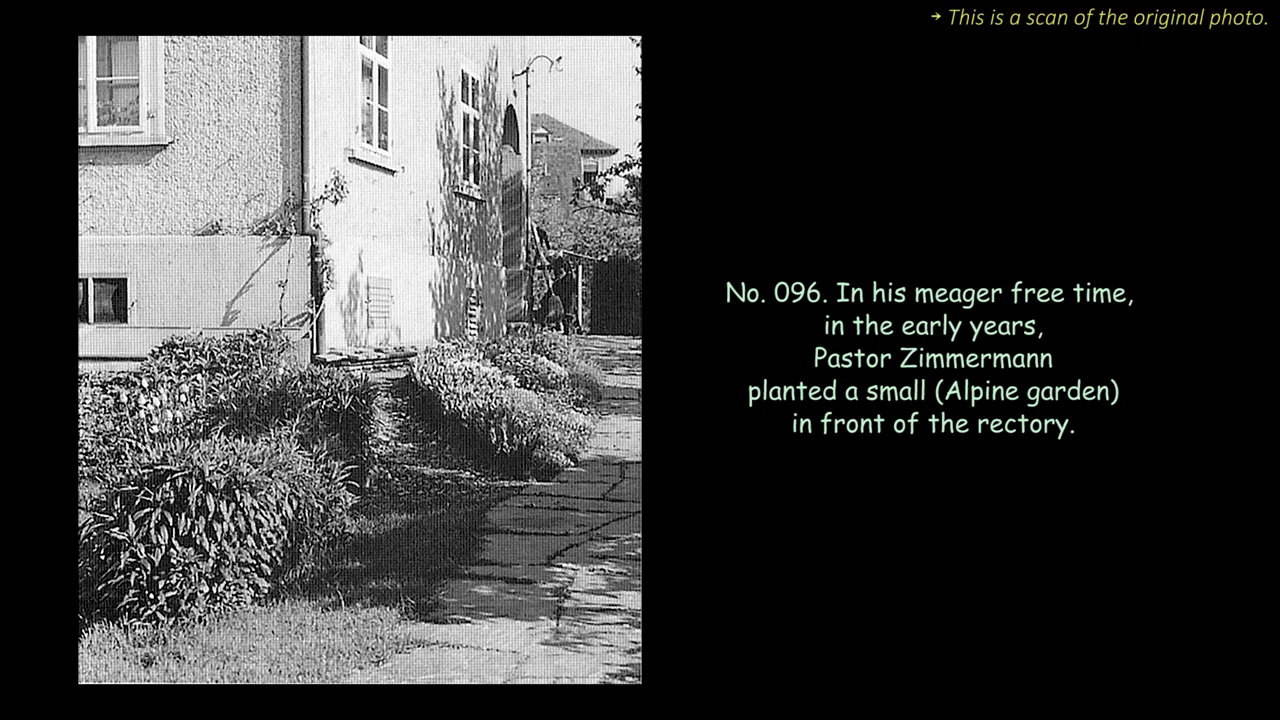 → This is a scan of the original photo.
No. 096. In his meager free time,
in the early years,
Pastor Zimmermann
planted a small (Alpine garden)
in front of the rectory.